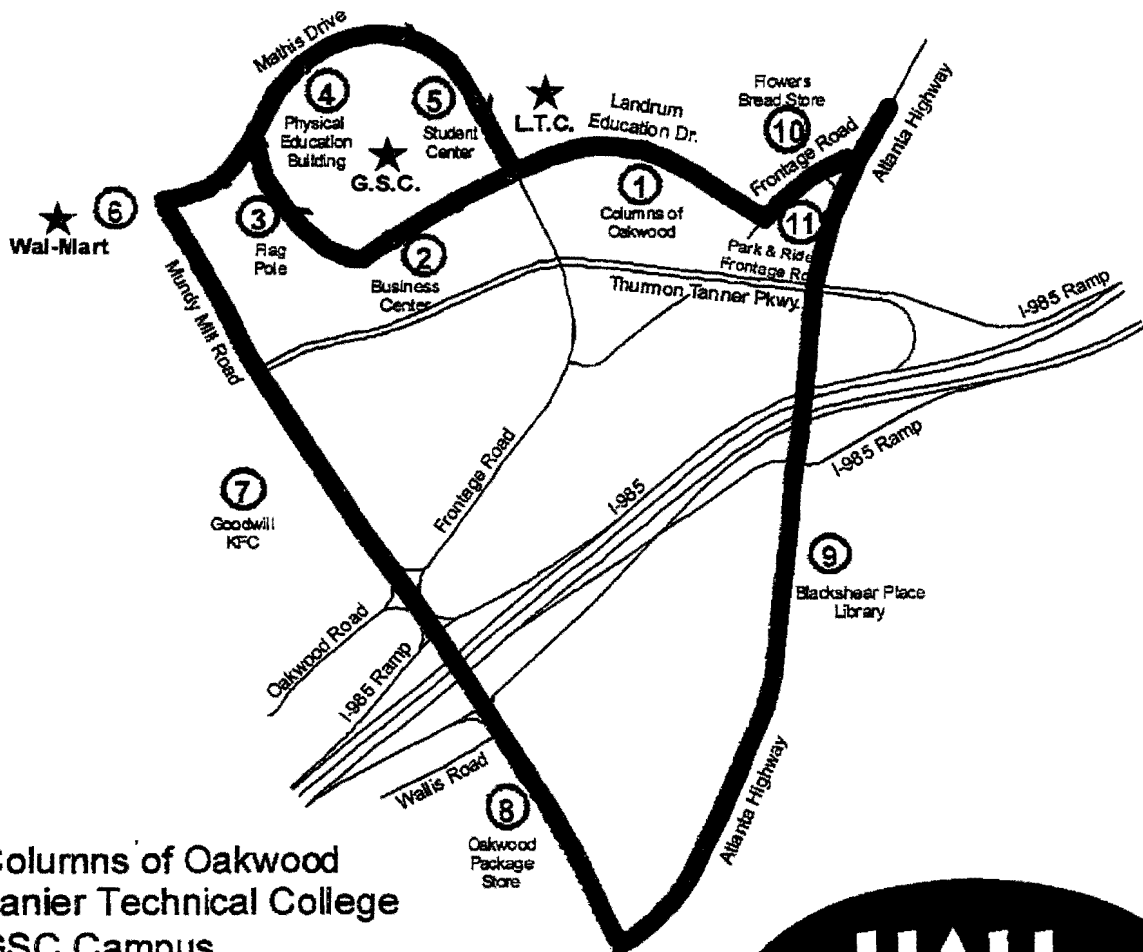 Mathis Drive
4
Physical
Education
Building
5
Student
Center
L.T.C.
G.S.C.
Landrum
Education Dr.
Flowers
Bread Store
10
Frontage Road
Atlanta Highway
6
Wal-Mart
3
Flag
Pole
2
Business
Center
1
Columns of
Oakwood
11
Park & Ride
Frontage Rd
Thurmon Tanner Pkwy.
I-985 Ramp
Mundy Mill Road
I-985 Ramp
7
Goodwill
KFC
Frontage Road
I-985
9
Blackshear Place
Library
Oakwood Road
I-985 Ramp
Wallis Road
8
Oakwood
Package
Store
Atlanta Highway
Columns of Oakwood
Lanier Technical College
GSC Campus